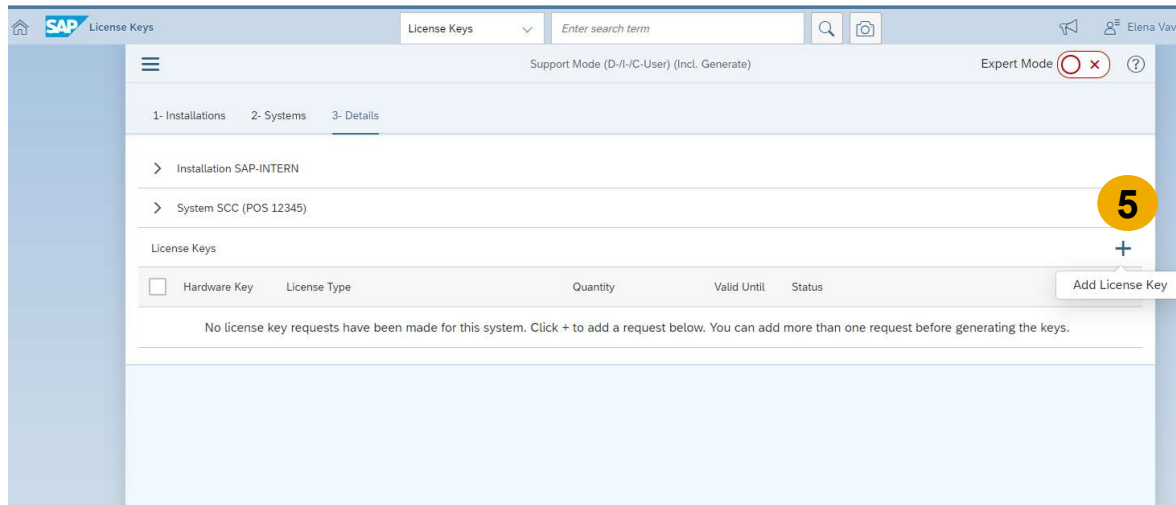 SAP License Keys
License Keys
Enter search term
Elena Vav
Support Mode (D-/I-/C-User) (Incl. Generate)
Expert Mode
1- Installations 2- Systems 3- Details
Installation SAP-INTERN
System SCC (POS 12345)
5
License Keys
Hardware Key License Type Quantity Valid Until Status
Add License Key
No license key requests have been made for this system. Click + to add a request below. You can add more than one request before generating the keys.